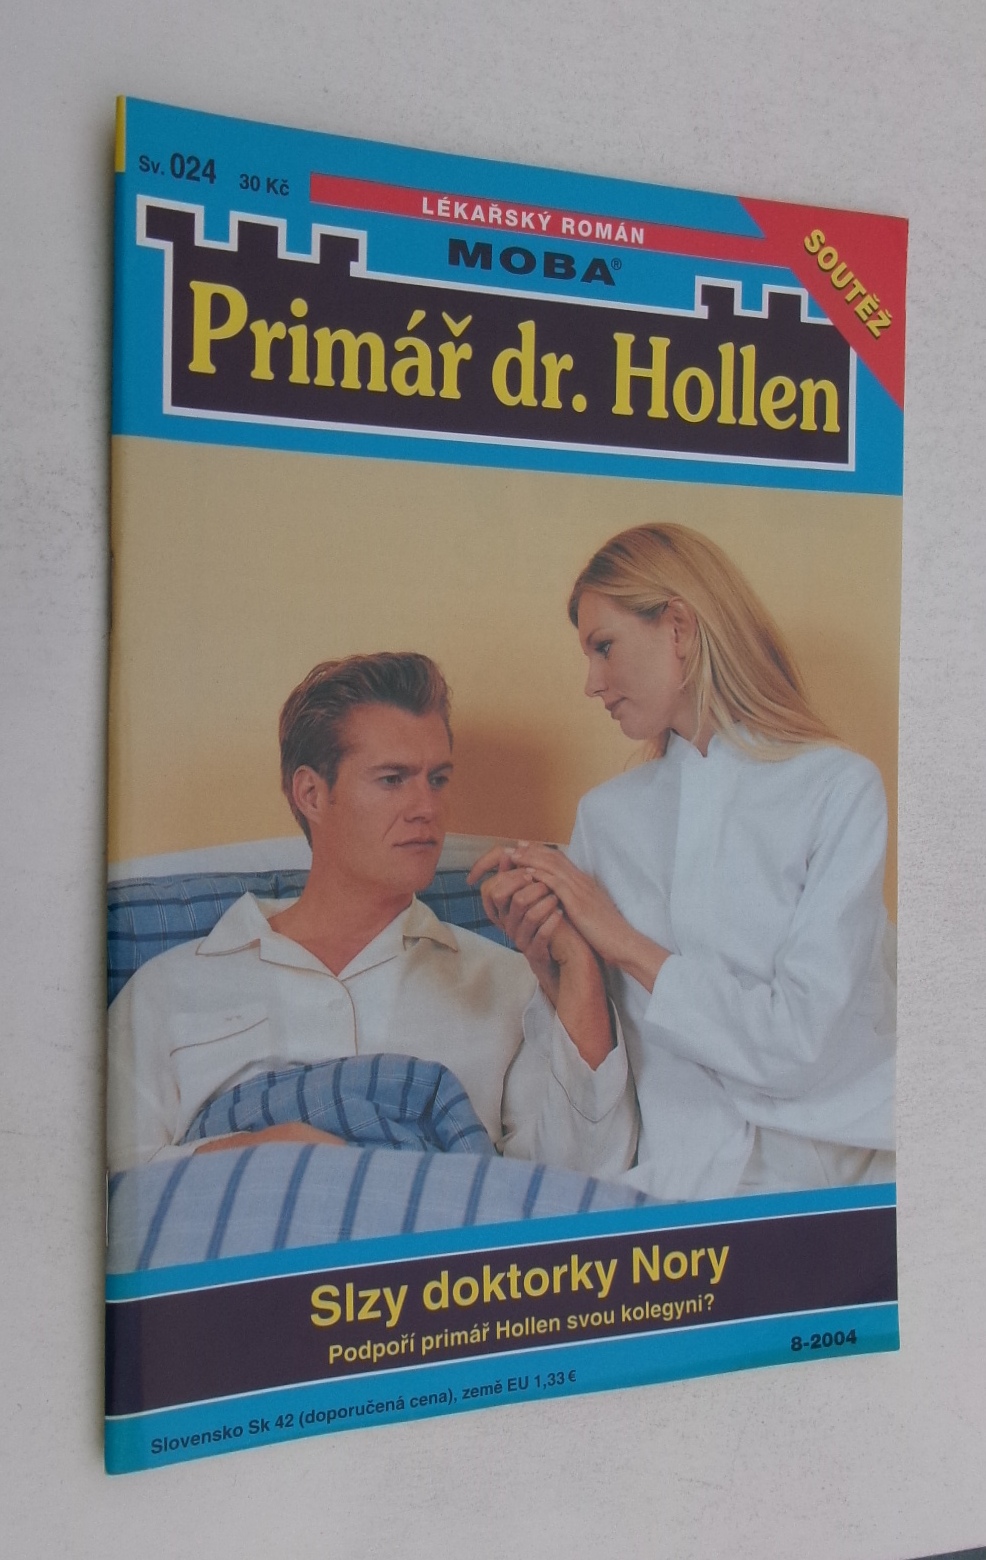 Sv. 024 30 Kč
LÉKAŘSKÝ ROMÁN
SOUTĚŽ
MOBA®
Primář dr. Hollen
Slzy doktorky Nory
Podpoří primář Hollen svou kolegyni?
8-2004
Slovensko Sk 42 (doporučená cena), země EU 1,33 €